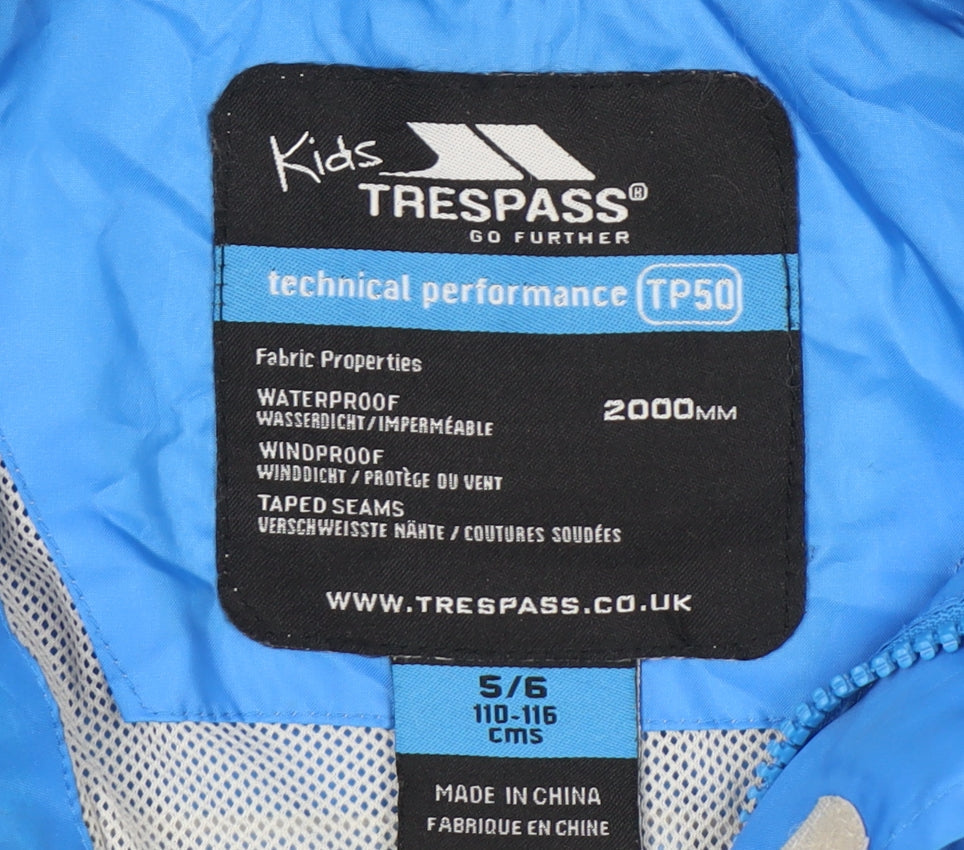 Kids
TRESPASS®
GO FURTHER
technical performance TP50
Fabric Properties
WATERPROOF 2000MM
WASSERDICHT/IMPERMÉABLE
WINDPROOF
WINDDICHT / PROTÈGE DU VENT
TAPED SEAMS
VERSCHWEISSTE NÄHTE / COUTURES SOUDÉES
WWW.TRESPASS.CO.UK
5/6
110-116
cms
MADE IN CHINA
FABRIQUE EN CHINE